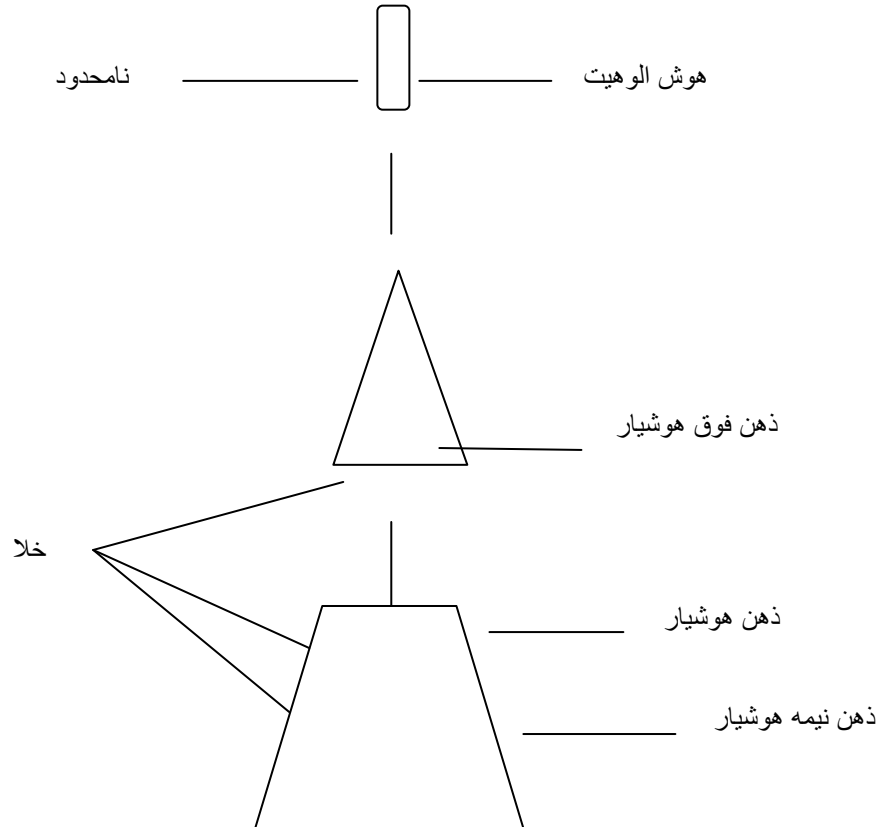 هوش الوهیت
نامحدود
ذهن فوق هوشیار
خلا
ذهن هوشیار
ذهن نیمه هوشیار